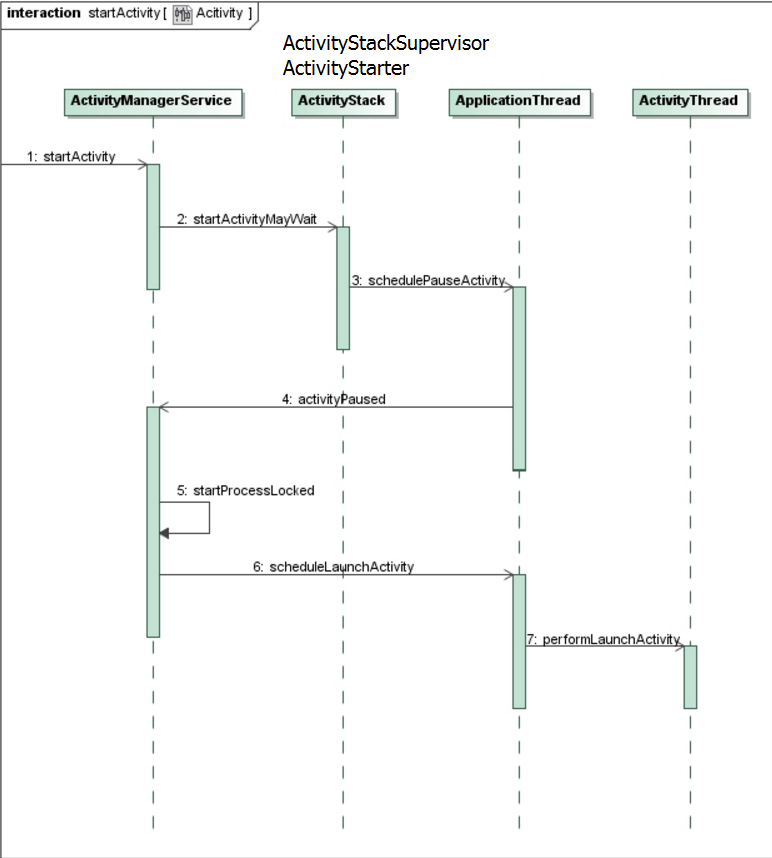 interaction startActivity[ Acitivity ]
ActivityStackSupervisor
ActivityStarter
ActivityManagerService ActivityStack ApplicationThread ActivityThread
1: startActivity
2: startActivityMayWait
3: schedulePauseActivity
4: activityPaused
5: startProcessLocked
6: scheduleLaunchActivity
7: performLaunchActivity